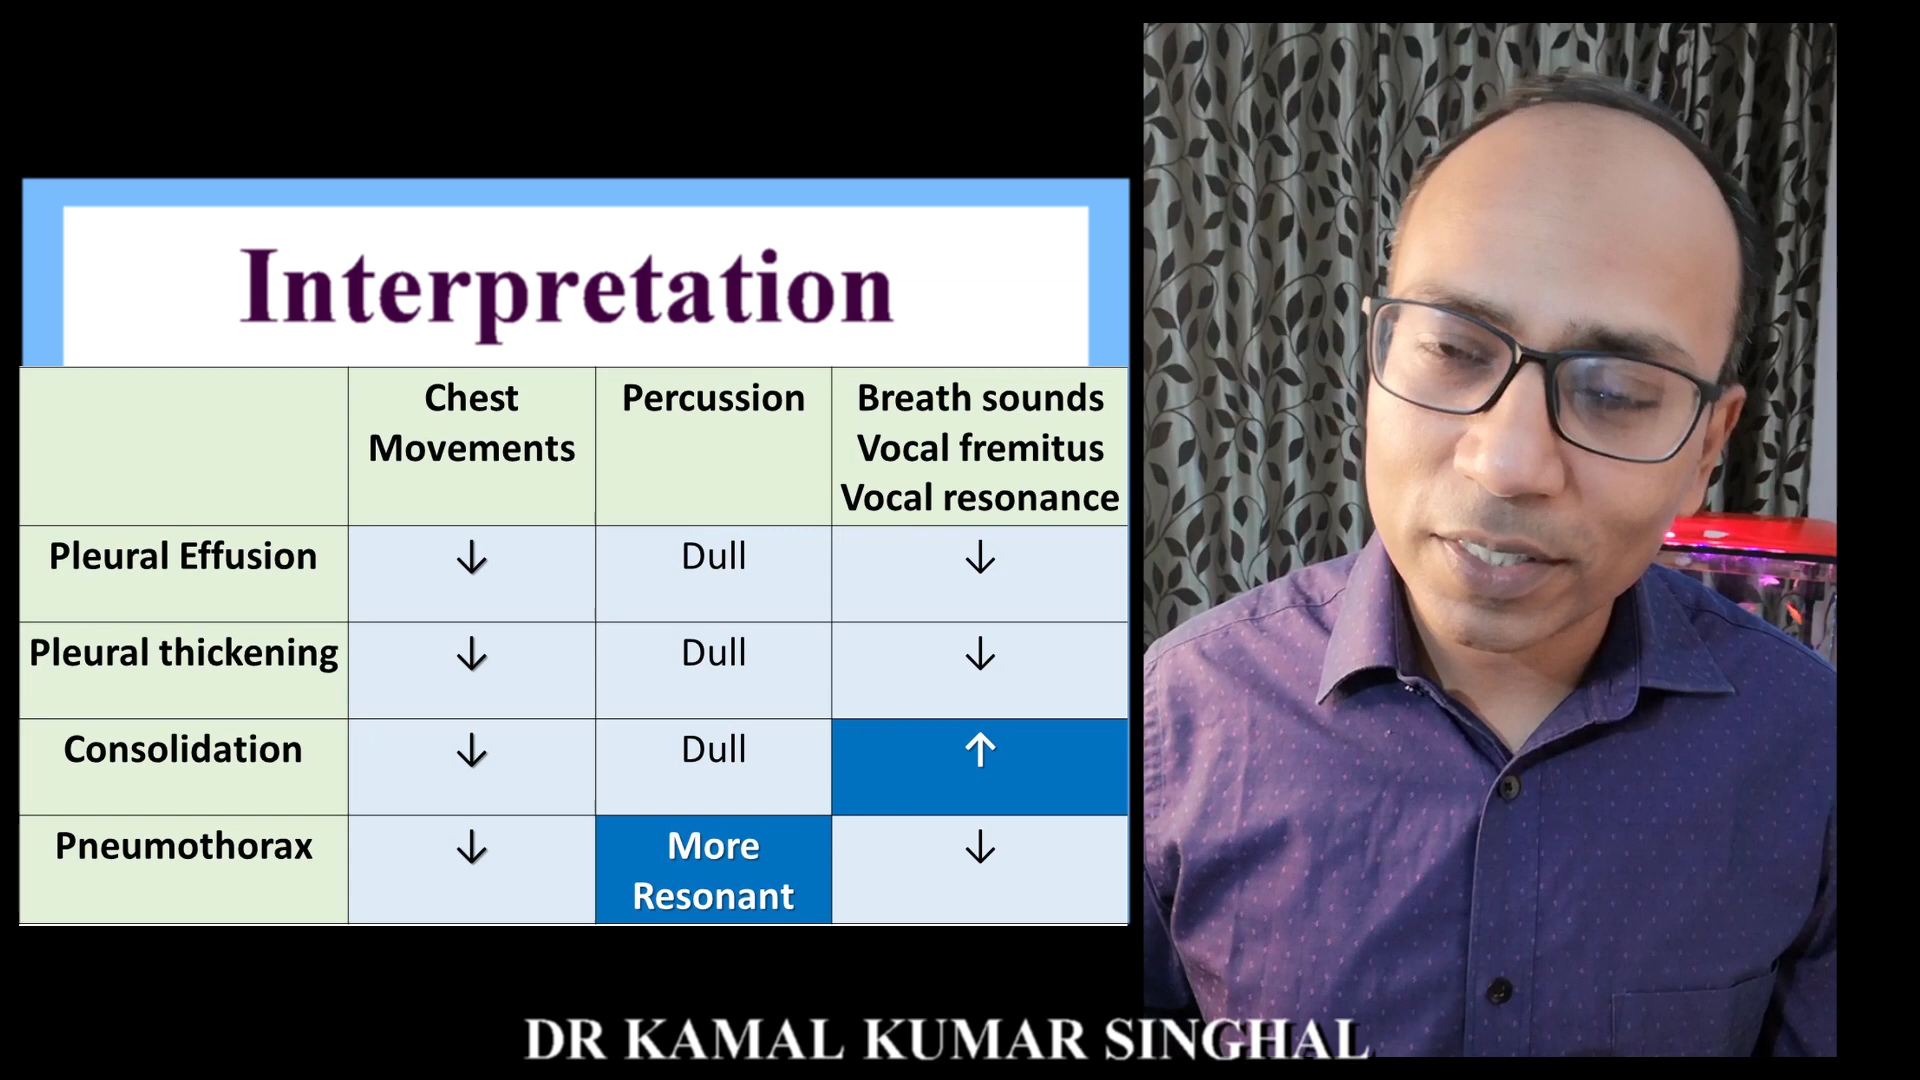 Interpretation
Chest Movements
Percussion
Breath sounds
Vocal fremitus
Vocal resonance
Pleural Effusion ↓ Dull ↓
Pleural thickening ↓ Dull ↓
Consolidation ↓ Dull ↑
Pneumothorax ↓ More Resonant ↓
DR KAMAL KUMAR SINGHAL